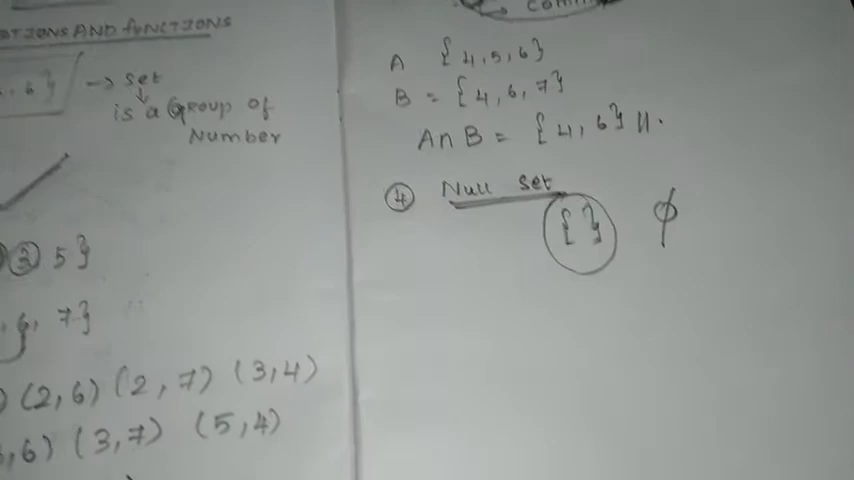 ATIONS AND fUNCTIONS
, 6} → Set
is a Group of
Number
3 5}
7}
(2,6) (2,7) (3,4)
,6) (3,7) (5,4)
A {4,5,6}
B = {4,6,7}
A∩B = {4,6}//.
④ Null set
{ } ϕ